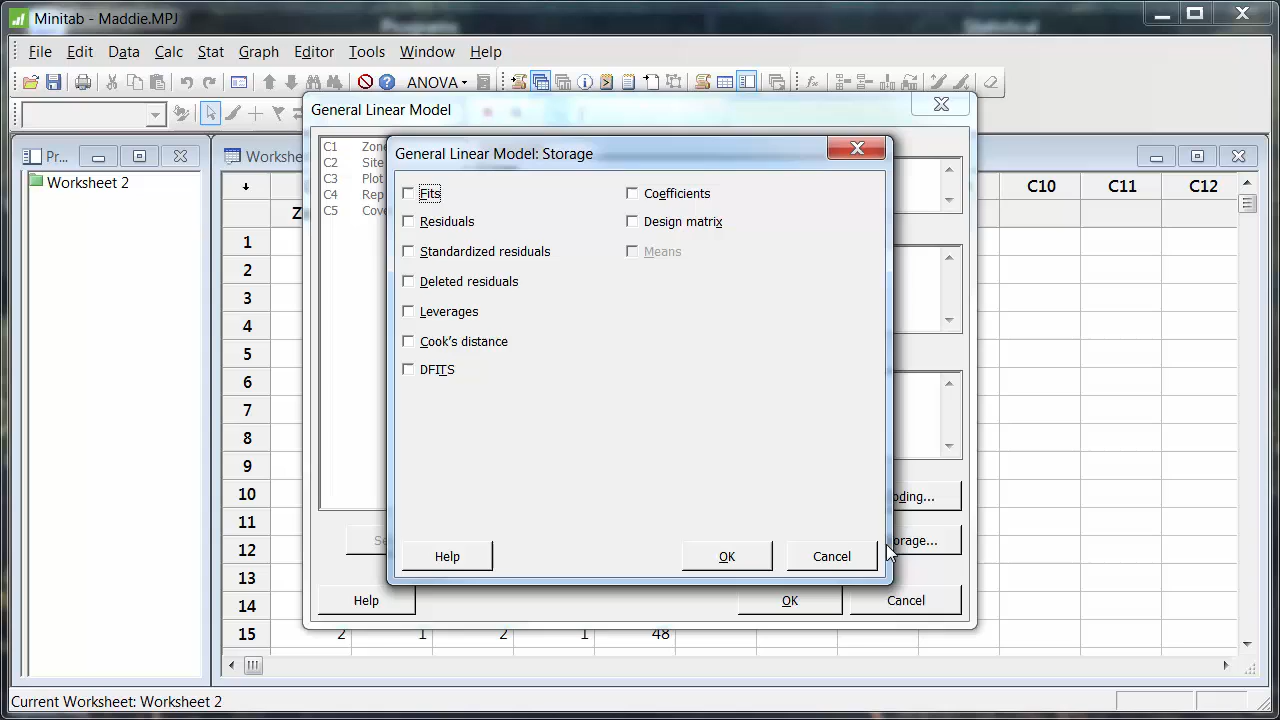 Minitab - Maddie.MPJ
File Edit Data Calc Stat Graph Editor Tools Window Help
ANOVA
General Linear Model
Pr...
Worksheet 2
C1
C2 Site
C3 Plot
C4 Rep
C5
General Linear Model: Storage
Fits
Residuals
Standardized residuals
Deleted residuals
Leverages
Cook's distance
DFITS
Coefficients
Design matrix
Means
Help OK Cancel
Help OK Cancel
C10 C11 C12
1
2
3
4
5
6
7
8
9
10
11
12
13
14
15 2 1 2 1 48
Current Worksheet: Worksheet 2